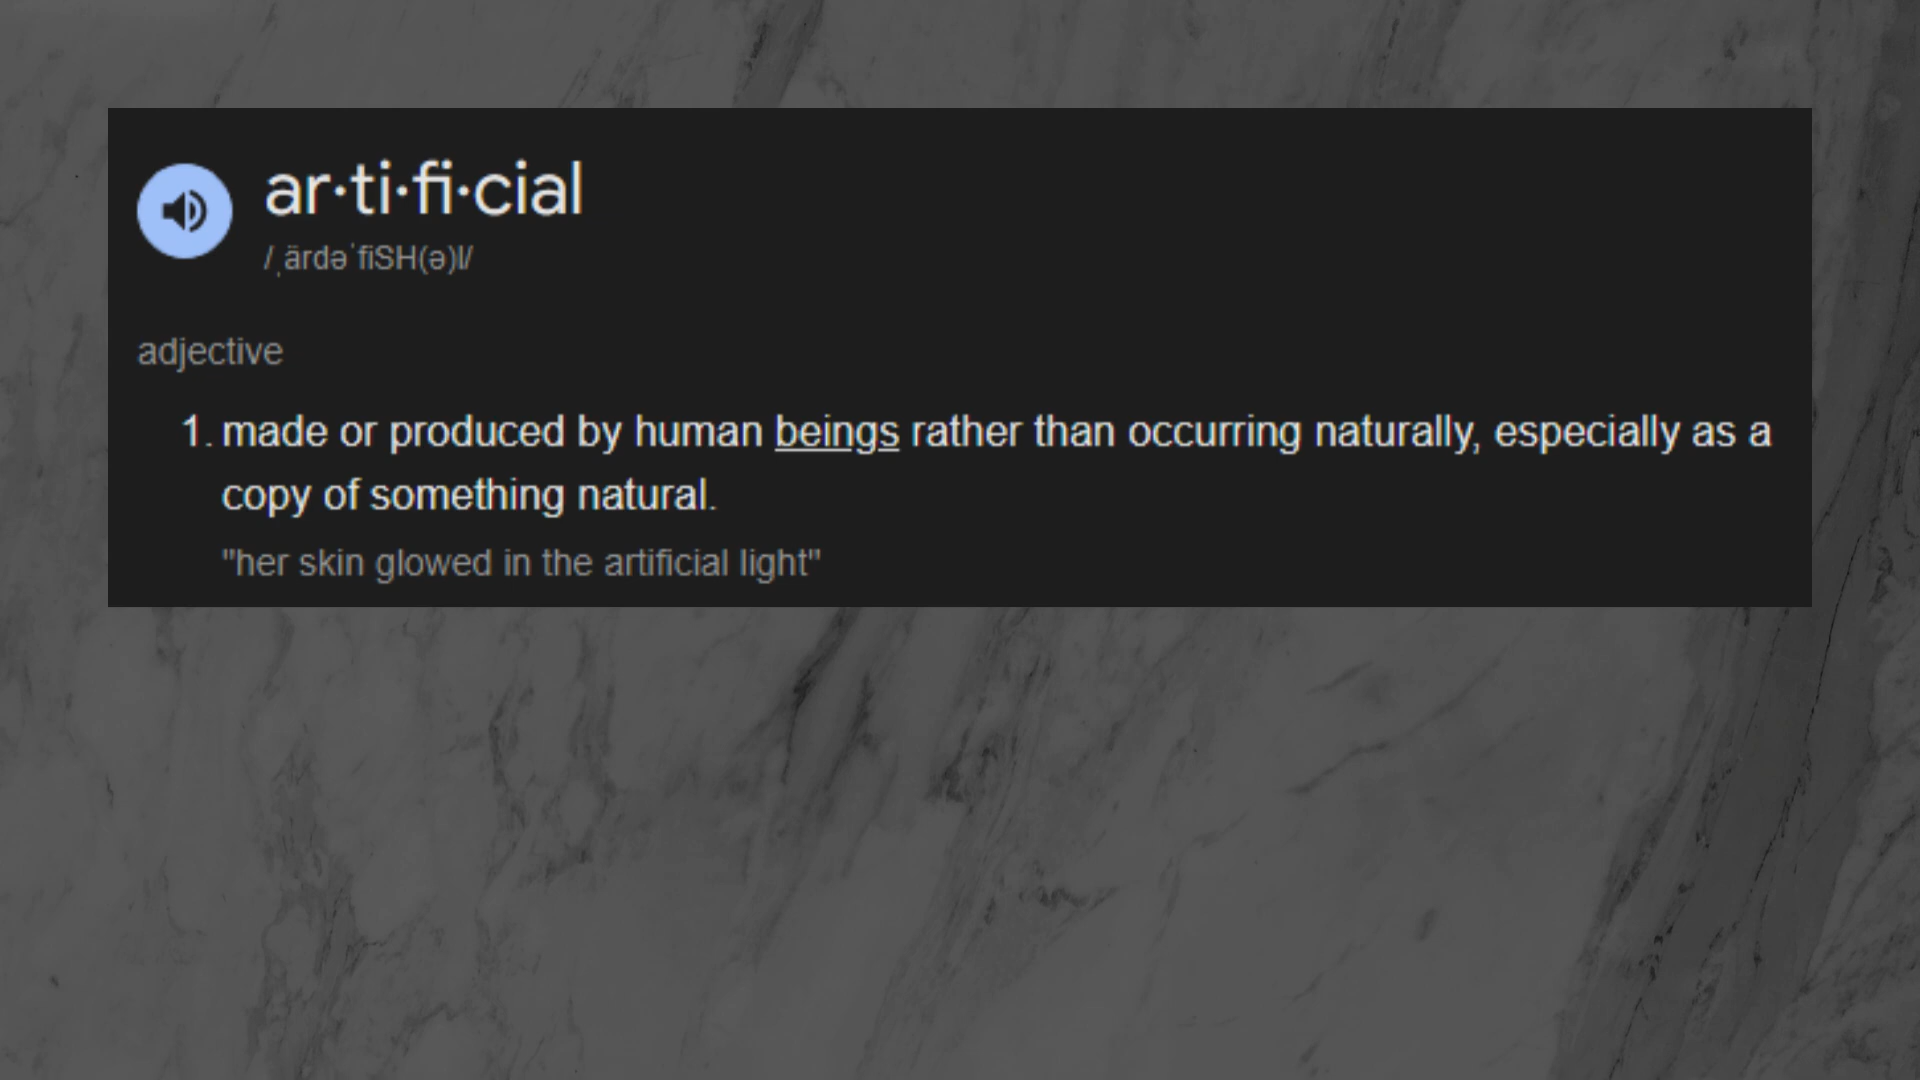 ar·ti·fi·cial
/ˌärdəˈfiSH(ə)l/
adjective
1. made or produced by human beings rather than occurring naturally, especially as a
copy of something natural.
"her skin glowed in the artificial light"